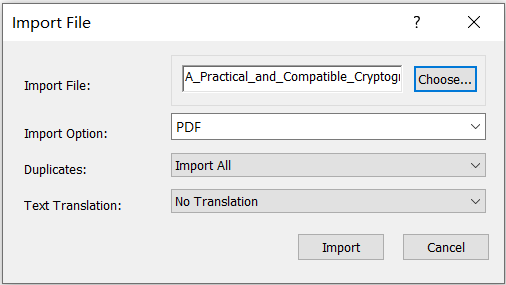 Import File
Import File:
A_Practical_and_Compatible_Cryptogr
Choose...
Import Option:
PDF
Duplicates:
Import All
Text Translation:
No Translation
Import
Cancel